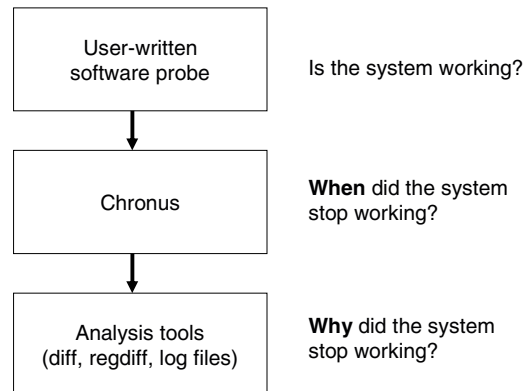 User-written
software probe
Is the system working?
Chronus
When did the system
stop working?
Analysis tools
(diff, regdiff, log files)
Why did the system
stop working?